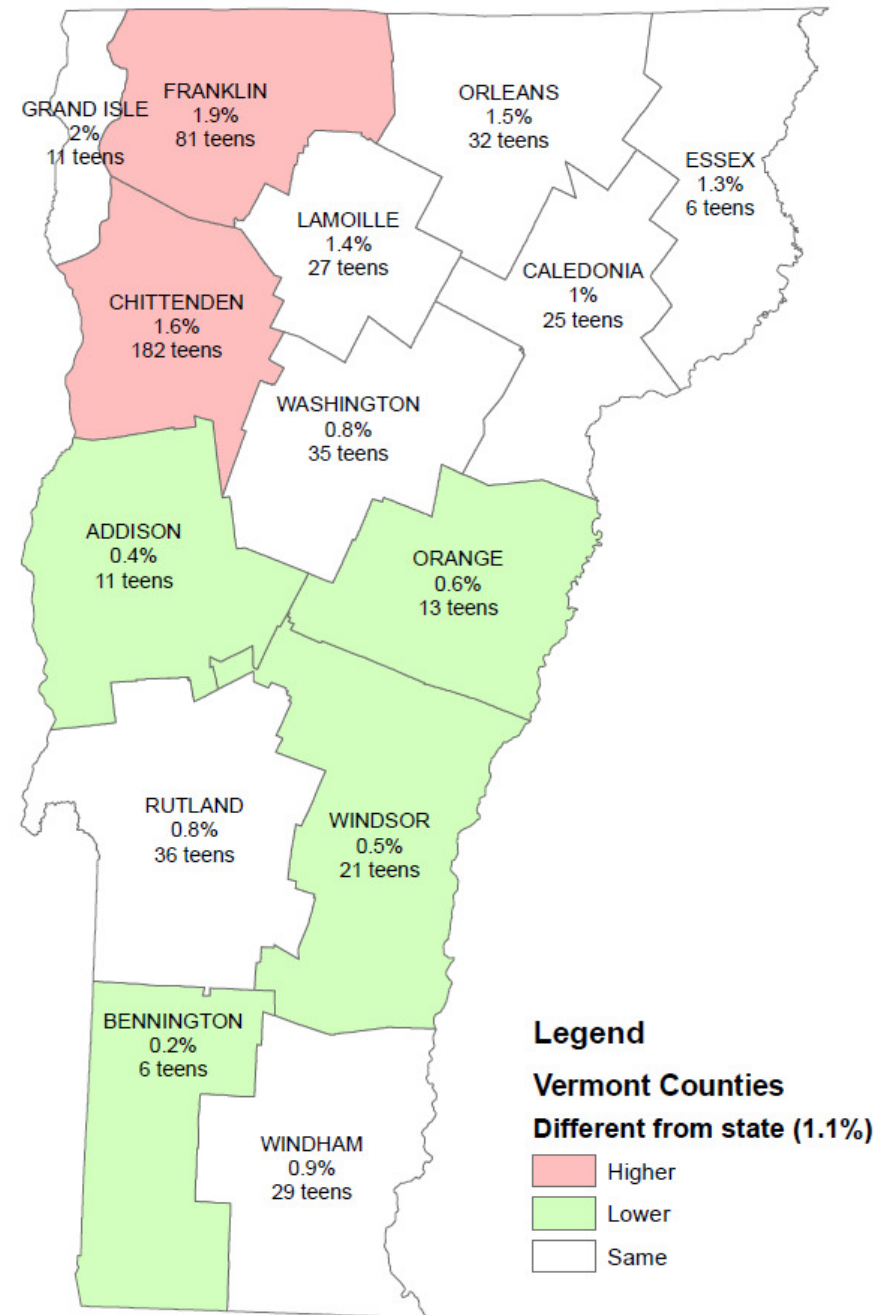 GRAND ISLE
2%
11 teens
FRANKLIN
1.9%
81 teens
ORLEANS
1.5%
32 teens
ESSEX
1.3%
6 teens
LAMOILLE
1.4%
27 teens
CALEDONIA
1%
25 teens
CHITTENDEN
1.6%
182 teens
WASHINGTON
0.8%
35 teens
ADDISON
0.4%
11 teens
ORANGE
0.6%
13 teens
RUTLAND
0.8%
36 teens
WINDSOR
0.5%
21 teens
BENNINGTON
0.2%
6 teens
WINDHAM
0.9%
29 teens
Legend
Vermont Counties
Different from state (1.1%)
Higher
Lower
Same